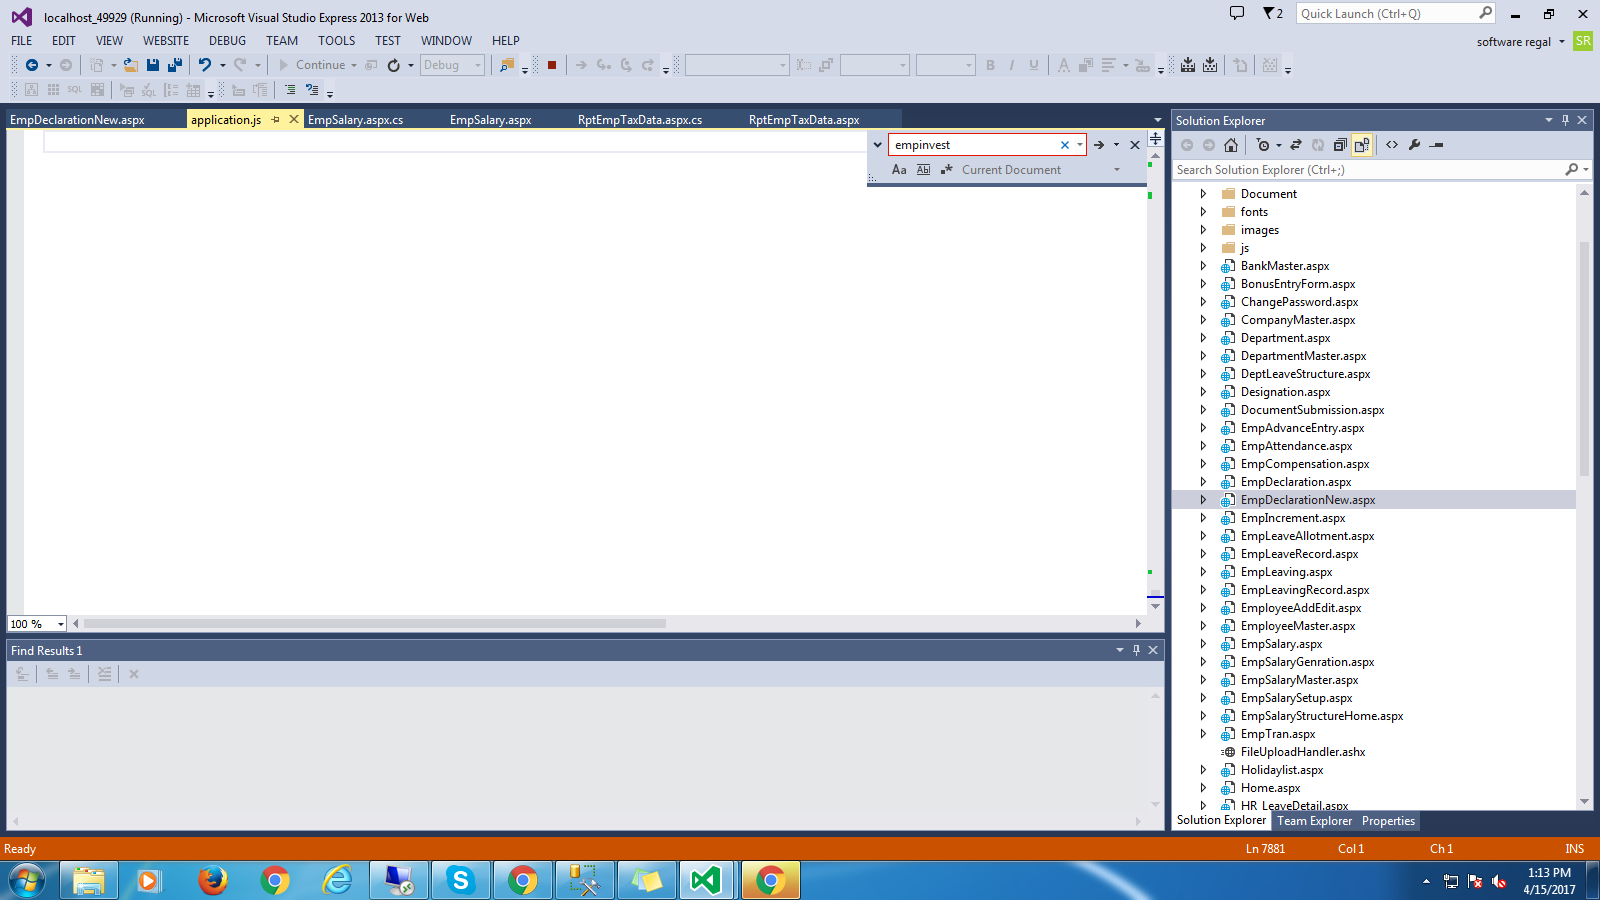 localhost_49929 (Running) - Microsoft Visual Studio Express 2013 for Web
2
Quick Launch (Ctrl+Q)
FILE EDIT VIEW WEBSITE DEBUG TEAM TOOLS TEST WINDOW HELP
software regal
SR
Continue
Debug
B I U A
SQL
SQL
EmpDeclarationNew.aspx application.js EmpSalary.aspx.cs EmpSalary.aspx RptEmpTaxData.aspx.cs RptEmpTaxData.aspx
empinvest
Aa Ab Current Document
100 %
Find Results 1
Solution Explorer
Search Solution Explorer (Ctrl+;)
Document
fonts
images
js
BankMaster.aspx
BonusEntryForm.aspx
ChangePassword.aspx
CompanyMaster.aspx
Department.aspx
DepartmentMaster.aspx
DeptLeaveStructure.aspx
Designation.aspx
DocumentSubmission.aspx
EmpAdvanceEntry.aspx
EmpAttendance.aspx
EmpCompensation.aspx
EmpDeclaration.aspx
EmpDeclarationNew.aspx
EmpIncrement.aspx
EmpLeaveAllotment.aspx
EmpLeaveRecord.aspx
EmpLeaving.aspx
EmpLeavingRecord.aspx
EmployeeAddEdit.aspx
EmployeeMaster.aspx
EmpSalary.aspx
EmpSalaryGenration.aspx
EmpSalaryMaster.aspx
EmpSalarySetup.aspx
EmpSalaryStructureHome.aspx
EmpTran.aspx
FileUploadHandler.ashx
Holidaylist.aspx
Home.aspx
HR_LeaveDetail.aspx
Solution Explorer Team Explorer Properties
Ready
Ln 7881 Col 1 Ch 1 INS
1:13 PM
4/15/2017